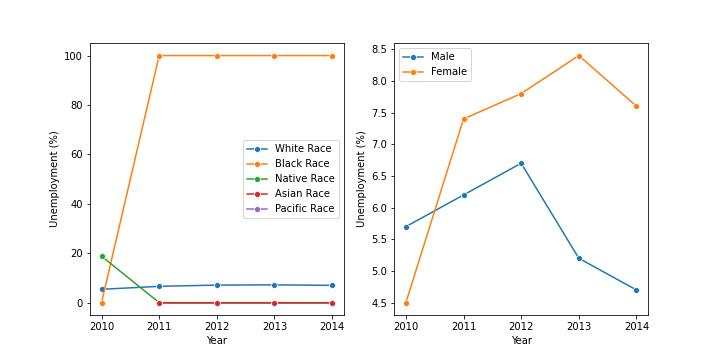 100
80
60
40
20
0
Unemployment (%)
2010 2011 2012 2013 2014
Year
White Race
Black Race
Native Race
Asian Race
Pacific Race
8.5
8.0
7.5
7.0
6.5
6.0
5.5
5.0
4.5
Unemployment (%)
2010 2011 2012 2013 2014
Year
Male
Female